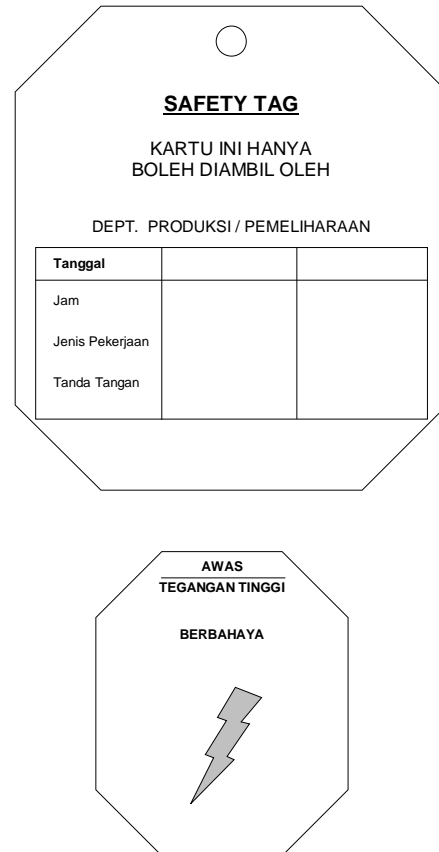 SAFETY TAG
KARTU INI HANYA
BOLEH DIAMBIL OLEH
DEPT. PRODUKSI / PEMELIHARAAN
Tanggal
Jam
Jenis Pekerjaan
Tanda Tangan
AWAS
TEGANGAN TINGGI
BERBAHAYA